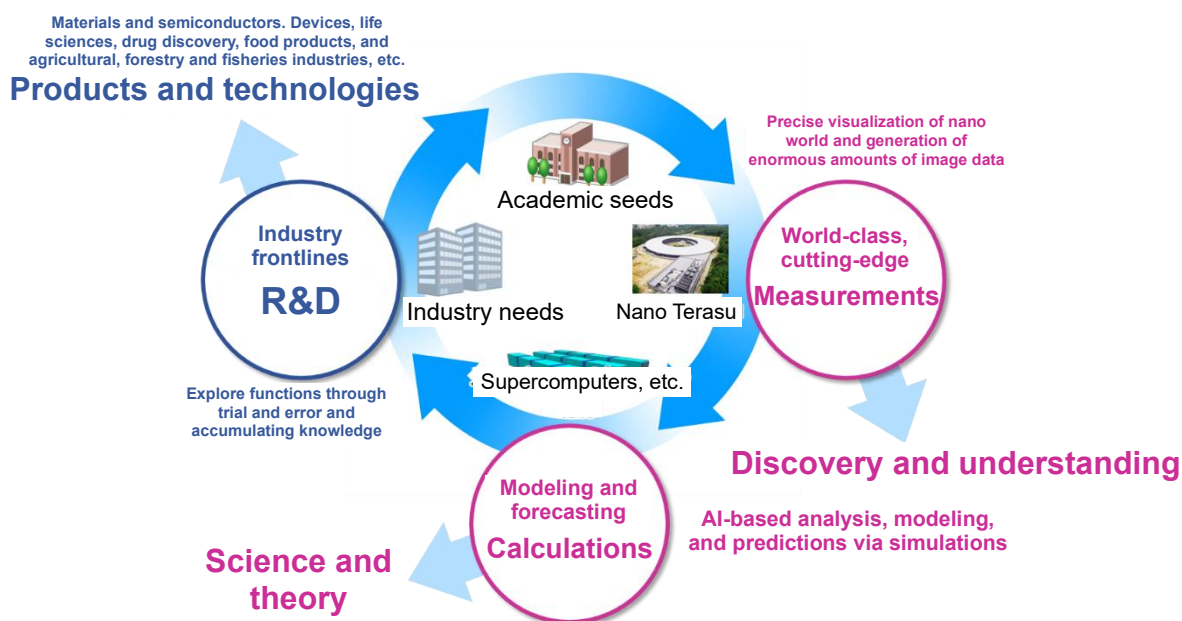 Materials and semiconductors. Devices, life
sciences, drug discovery, food products, and
agricultural, forestry and fisheries industries, etc.
Products and technologies
Precise visualization of nano
world and generation of
enormous amounts of image data
Academic seeds
Industry
frontlines
R&D
World-class,
cutting-edge
Measurements
Industry needs
Nano Terasu
Supercomputers, etc.
Explore functions through
trial and error and
accumulating knowledge
Discovery and understanding
Modeling and
forecasting
Calculations
AI-based analysis, modeling,
and predictions via simulations
Science and
theory